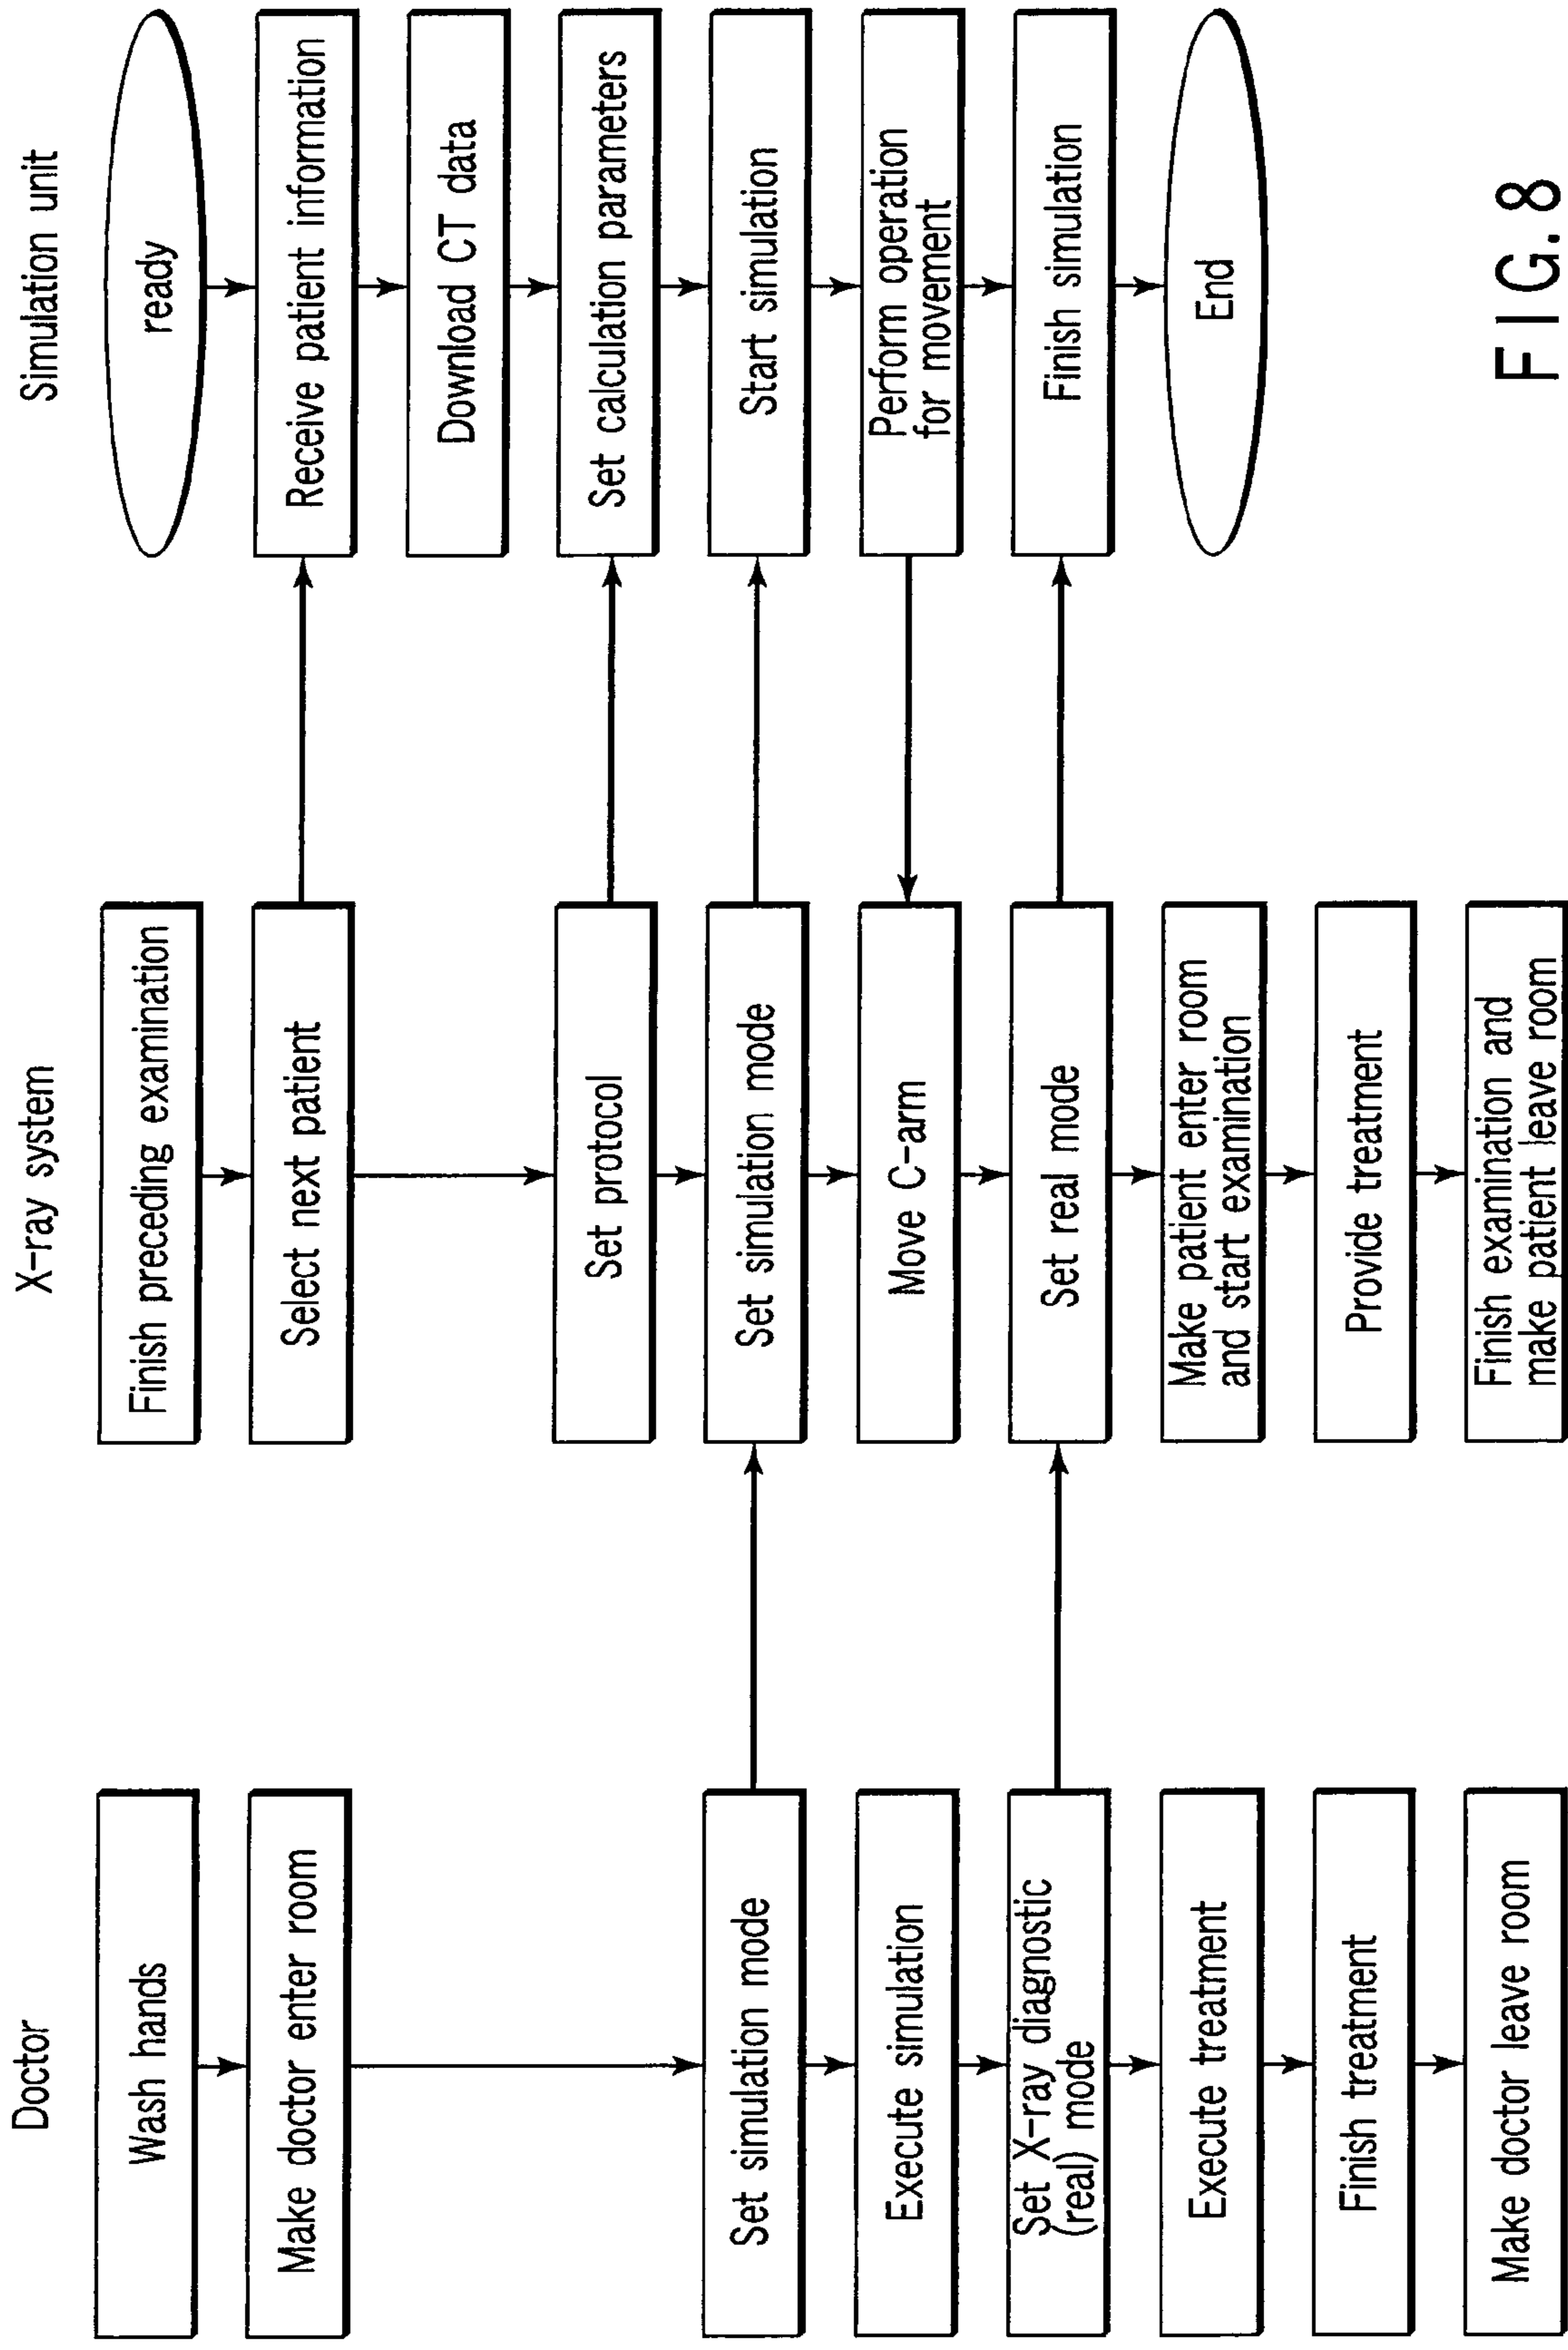 Doctor
Wash hands
Make doctor enter room
Set simulation mode
Execute simulation
Set X-ray diagnostic
(real) mode
Execute treatment
Finish treatment
Make doctor leave room
X-ray system
Finish preceding examination
Select next patient
Set protocol
Set simulation mode
Move C-arm
Set real mode
Make patient enter room
and start examination
Provide treatment
Finish examination and
make patient leave room
Simulation unit
ready
Receive patient information
Download CT data
Set calculation parameters
Start simulation
Perform operation
for movement
Finish simulation
End
FIG. 8